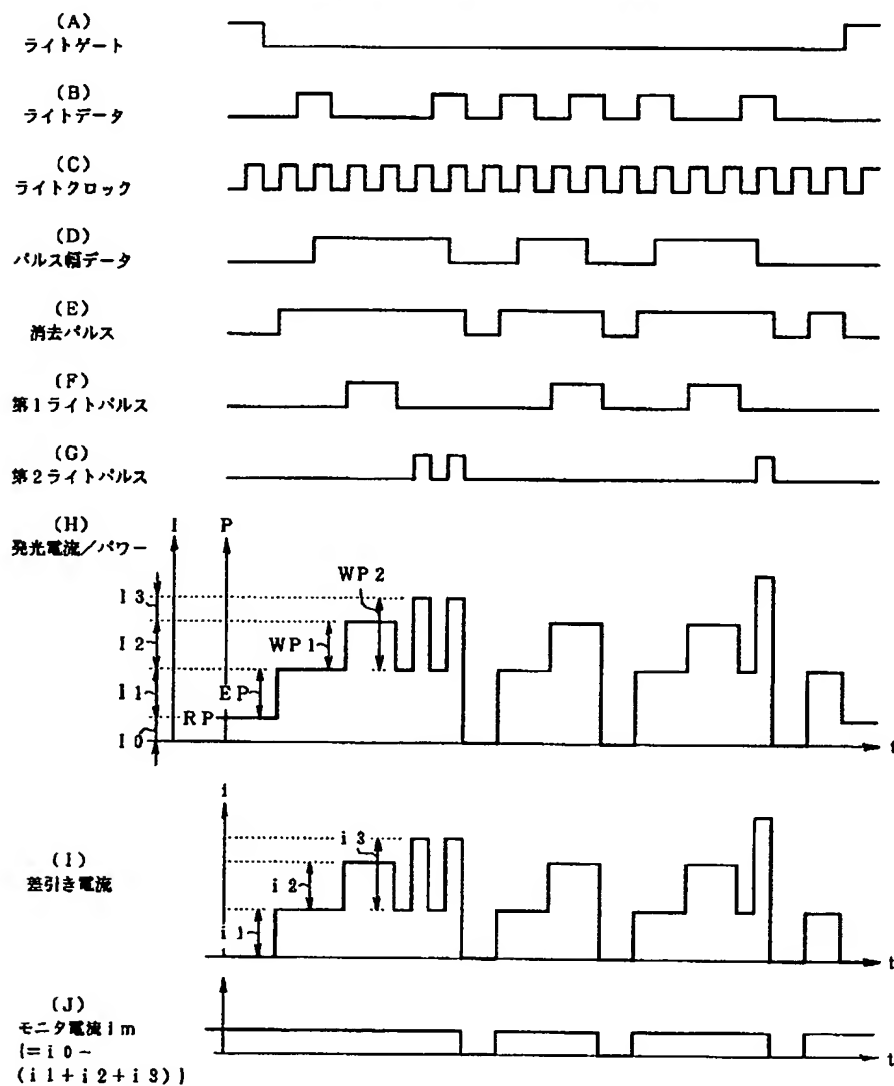 (A)
ライトゲート
(B)
ライトデータ
(C)
ライトクロック
(D)
パルス幅データ
(E)
消去パルス
(F)
第1ライトパルス
(G)
第2ライトパルス
(H)
発光電流/パワー
I
P
I3
I2
I1
I0
WP2
WP1
EP
RP
t
(I)
差引き電流
i
i3
i2
i1
t
(J)
モニタ電流im
{=i0-
(i1+i2+i3)}
t